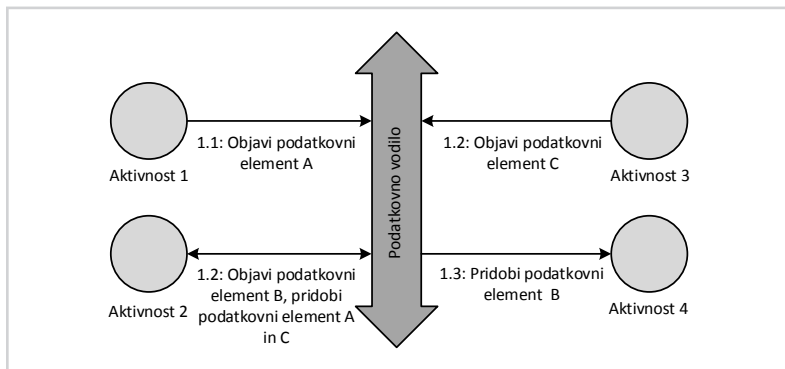 1.1: Objavi podatkovni
element A
Aktivnost 1
Podatkovno vodilo
1.2: Objavi podatkovni
element C
Aktivnost 3
1.2: Objavi podatkovni
element B, pridobi
podatkovni element A
in C
Aktivnost 2
1.3: Pridobi podatkovni
element B
Aktivnost 4